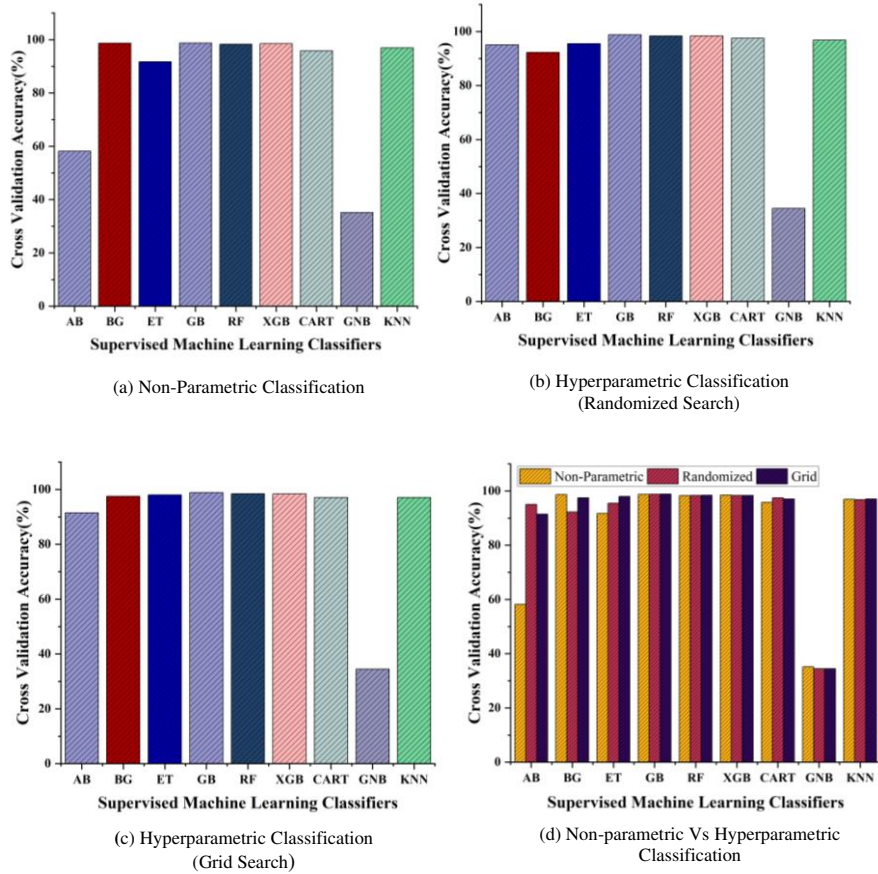 100
80
60
40
20
0
Cross Validation Accuracy(%)
AB BG ET GB RF XGB CART GNB KNN
Supervised Machine Learning Classifiers
(a) Non-Parametric Classification
100
80
60
40
20
0
Cross Validation Accuracy(%)
AB BG ET GB RF XGB CART GNB KNN
Supervised Machine Learning Classifiers
(b) Hyperparametric Classification
(Randomized Search)
100
80
60
40
20
0
Cross Validation Accuracy(%)
AB BG ET GB RF XGB CART GNB KNN
Supervised Machine Learning Classifiers
(c) Hyperparametric Classification
(Grid Search)
Non-Parametric Randomized Grid
100
80
60
40
20
0
Cross Validation Accuracy(%)
AB BG ET GB RF XGB CART GNB KNN
Supervised Machine Learning Classifiers
(d) Non-parametric Vs Hyperparametric
Classification